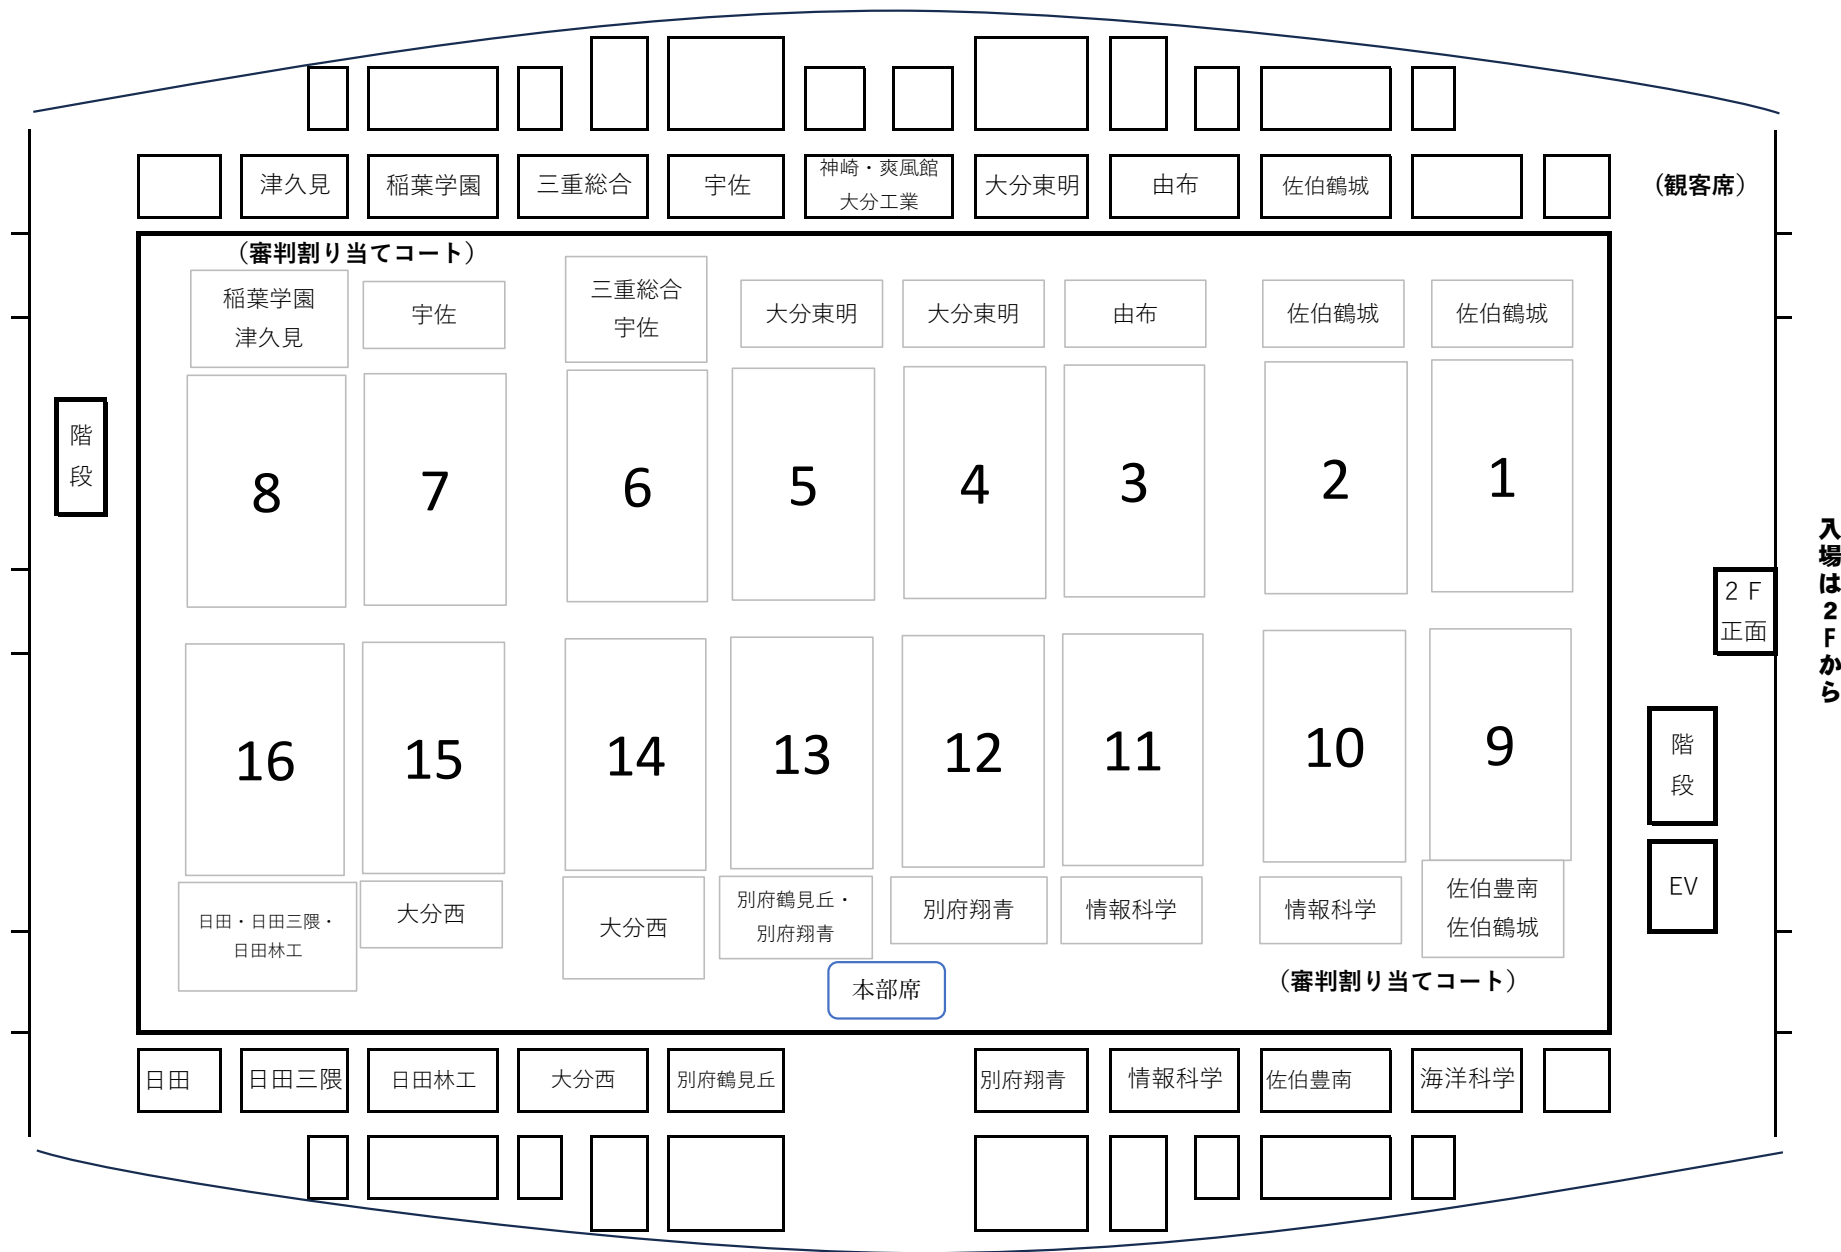 津久見
稲葉学園
三重総合
宇佐
神崎・爽風館
大分工業
大分東明
由布
佐伯鶴城
（観客席）
（審判割り当てコート）
稲葉学園
津久見
宇佐
三重総合
宇佐
大分東明
大分東明
由布
佐伯鶴城
佐伯鶴城
階
段
8
7
6
5
4
3
2
1
入場は２Ｆから
２Ｆ
正面
16
15
14
13
12
11
10
9
階
段
EV
日田・日田三隈・
日田林工
大分西
大分西
別府鶴見丘・
別府翔青
別府翔青
情報科学
情報科学
佐伯豊南
佐伯鶴城
本部席
（審判割り当てコート）
日田
日田三隈
日田林工
大分西
別府鶴見丘
別府翔青
情報科学
佐伯豊南
海洋科学